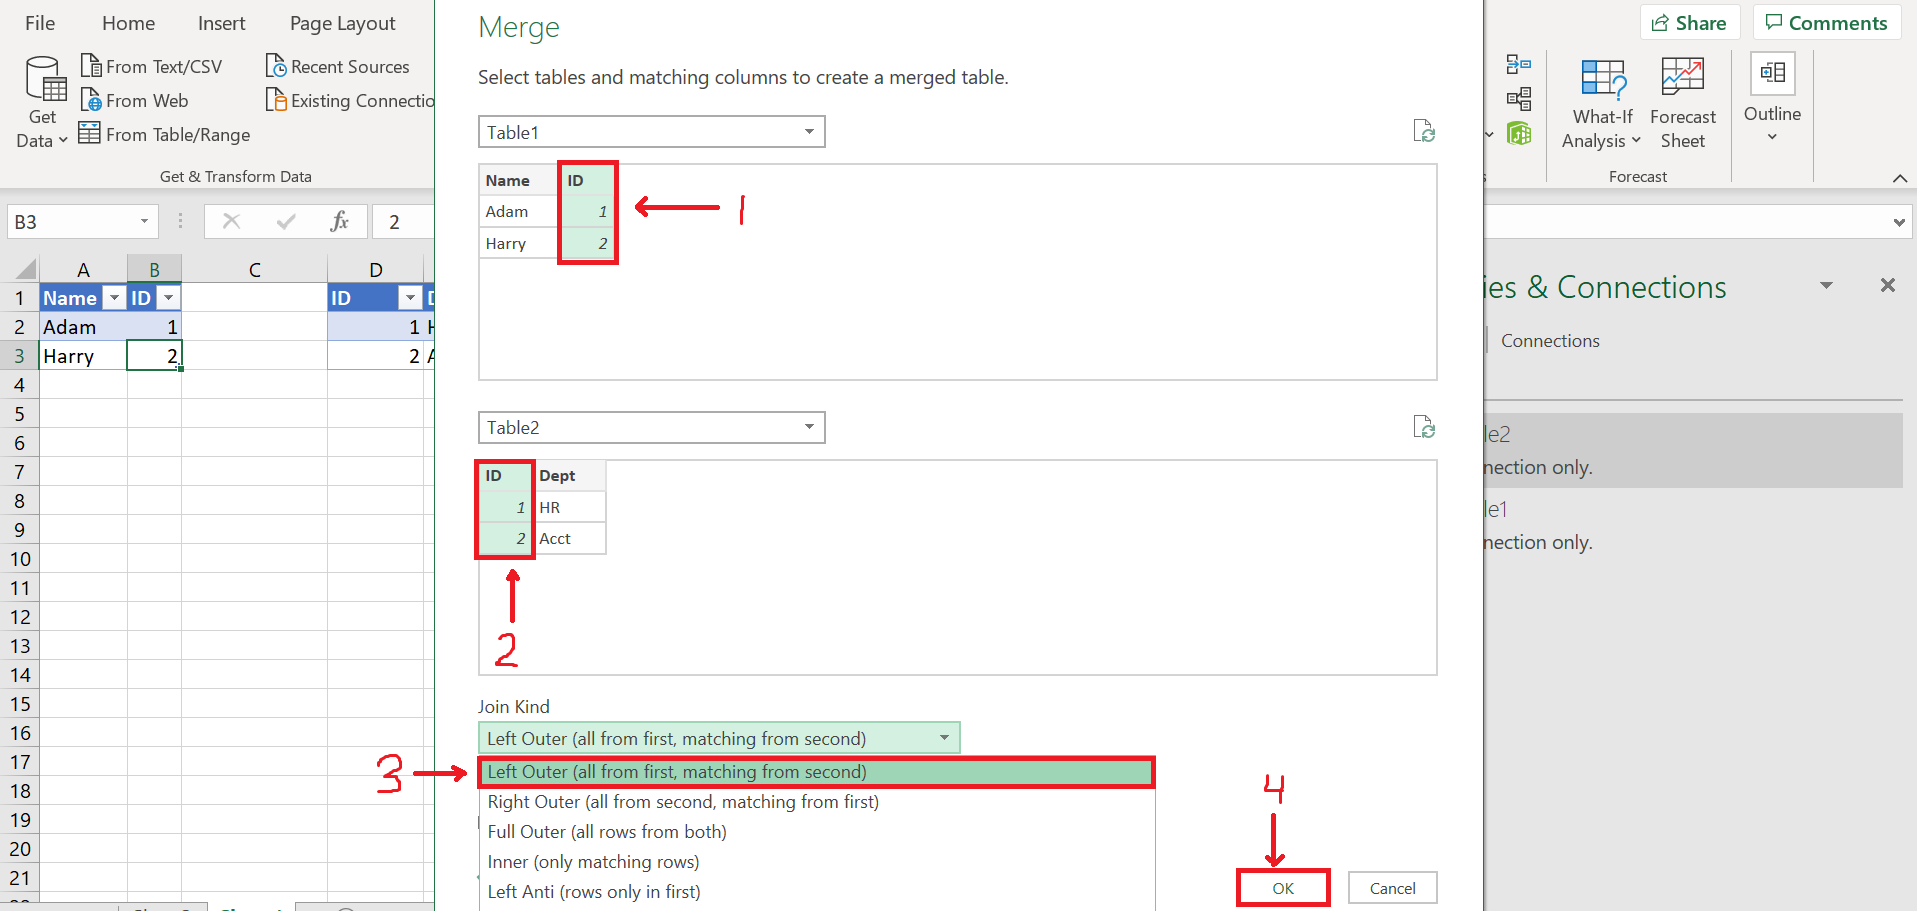 File Home Insert Page Layout
Share Comments
Get Data
From Text/CSV
From Web
From Table/Range
Recent Sources
Existing Connectio
Get & Transform Data
What-If Analysis
Forecast Sheet
Outline
Forecast
B3
fx 2
A B C D
1 Name ID ID
2 Adam 1 1
3 Harry 2 2
4
5
6
7
8
9
10
11
12
13
14
15
16
17
18
19
20
21
Merge
Select tables and matching columns to create a merged table.
Table1
Name ID
Adam 1
Harry 2
1
Table2
ID Dept
1 HR
2 Acct
2
Join Kind
Left Outer (all from first, matching from second)
3
Left Outer (all from first, matching from second)
Right Outer (all from second, matching from first)
Full Outer (all rows from both)
Inner (only matching rows)
Left Anti (rows only in first)
4
OK Cancel
ies & Connections
Connections
le2
nnection only.
le1
nnection only.